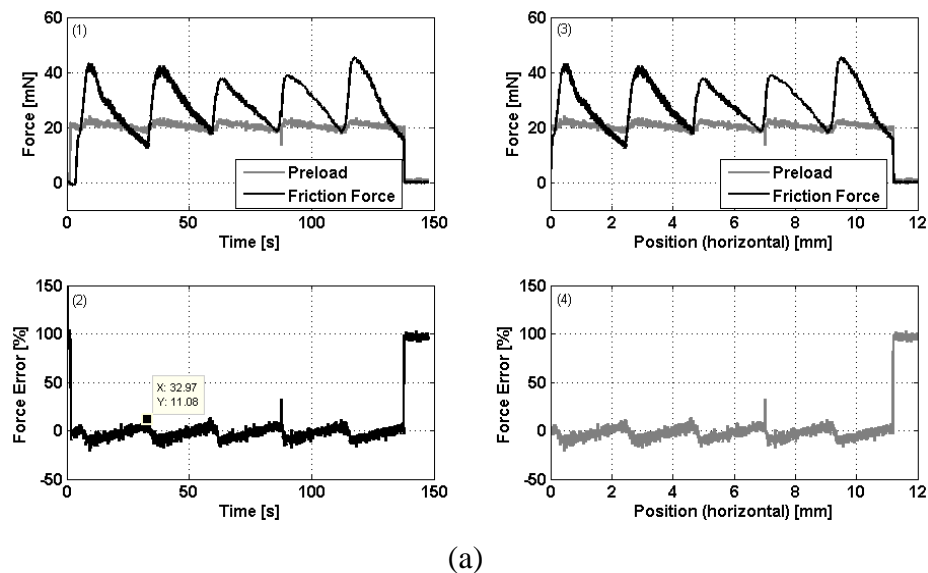 (1)
60
40
20
0
Force [mN]
Preload
Friction Force
0 50 100 150
Time [s]
(3)
60
40
20
0
Force [mN]
Preload
Friction Force
0 2 4 6 8 10 12
Position (horizontal) [mm]
(2)
150
100
50
0
-50
Force Error [%]
X: 32.97
Y: 11.08
0 50 100 150
Time [s]
(4)
150
100
50
0
-50
Force Error [%]
0 2 4 6 8 10 12
Position (horizontal) [mm]
(a)